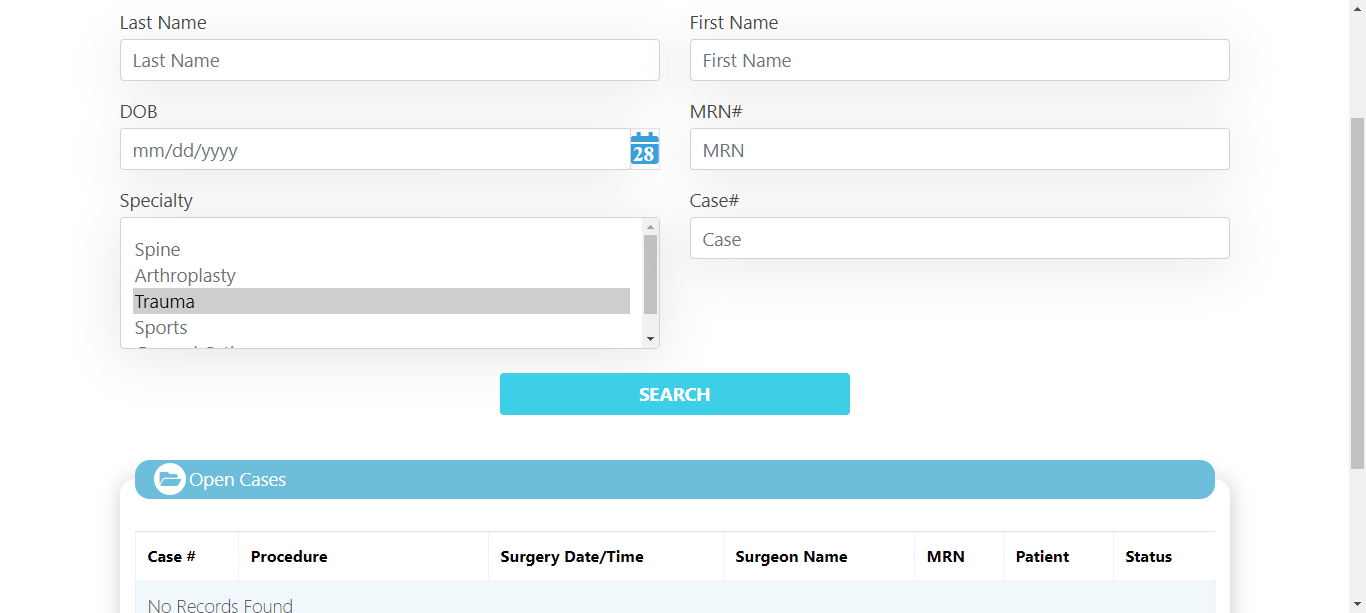 Last Name
First Name
Last Name
First Name
DOB
MRN#
mm/dd/yyyy
28
MRN
Specialty
Case#
Case
Spine
Arthroplasty
Trauma
Sports
SEARCH
Open Cases
Case # Procedure Surgery Date/Time Surgeon Name MRN Patient Status
No Records Found